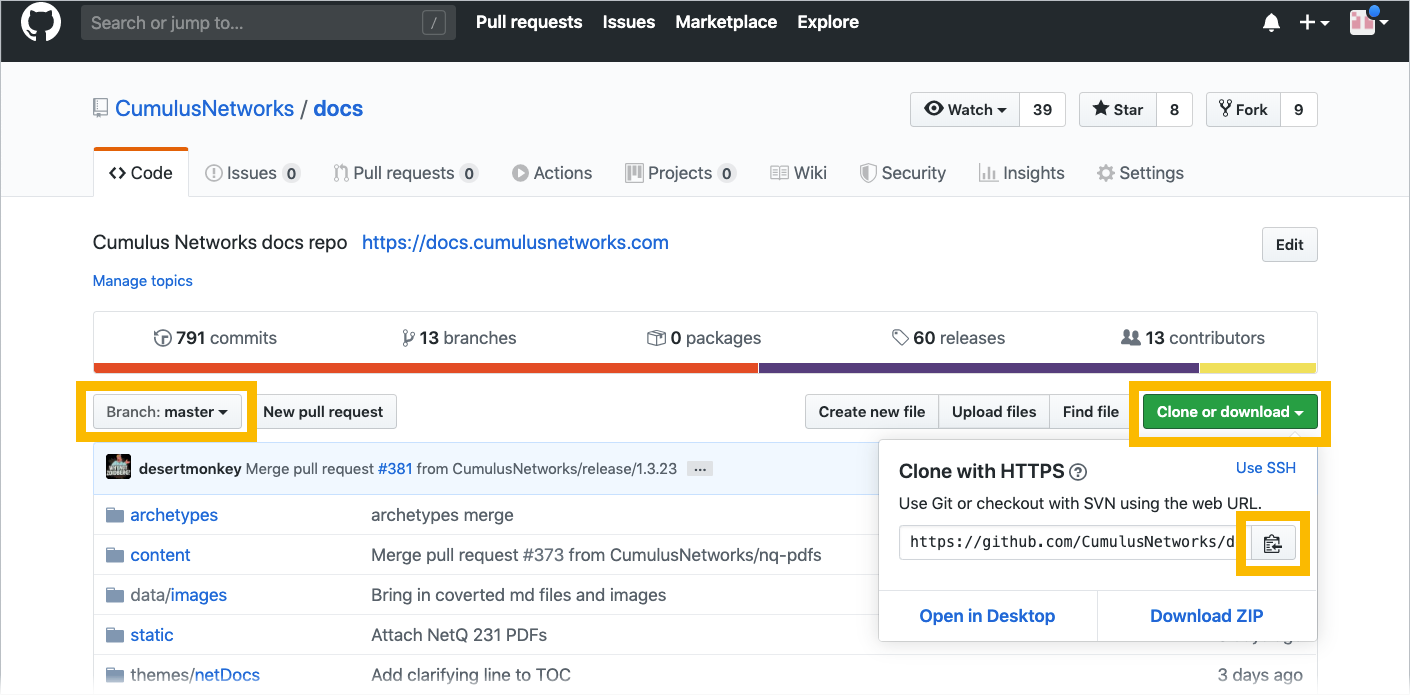 Search or jump to... / Pull requests Issues Marketplace Explore
CumulusNetworks / docs Watch 39 Star 8 Fork 9
Code Issues 0 Pull requests 0 Actions Projects 0 Wiki Security Insights Settings
Cumulus Networks docs repo https://docs.cumulusnetworks.com Edit
Manage topics
791 commits 13 branches 0 packages 60 releases 13 contributors
Branch: master New pull request Create new file Upload files Find file Clone or download
desertmonkey Merge pull request #381 from CumulusNetworks/release/1.3.23 ...
Clone with HTTPS ? Use SSH
Use Git or checkout with SVN using the web URL.
https://github.com/CumulusNetworks/d
Open in Desktop Download ZIP
archetypes archetypes merge
content Merge pull request #373 from CumulusNetworks/nq-pdfs
data/images Bring in coverted md files and images
static Attach NetQ 231 PDFs
themes/netDocs Add clarifying line to TOC 3 days ago